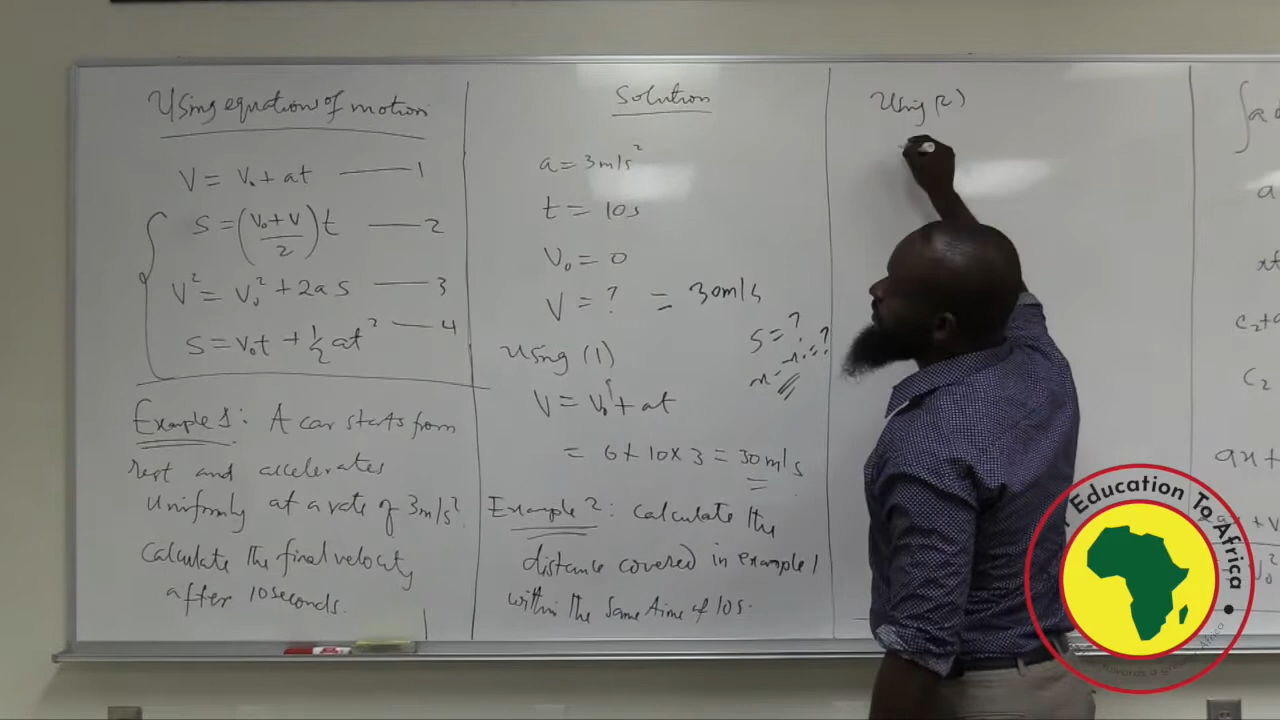 Using equation of motion
V = V₀ + at —— 1
S = (V₀ + V / 2) t —— 2
V² = V₀² + 2as —— 3
S = V₀t + ½ at² —— 4
Example 1: A car starts from
rest and accelerates
Uniformly at a rate of 3m/s²
Calculate the final velocity
after 10 seconds.
Solution
a = 3m/s²
t = 10s
V₀ = 0
V = ? = 30m/s
S = ?
Using (1)
V = V₀ + at
= 0 + 10 x 3 = 30m/s
Example 2: Calculate the
distance covered in example 1
within the same time of 10s.
Using (2)
∫a
a
C₂
Education To Africa